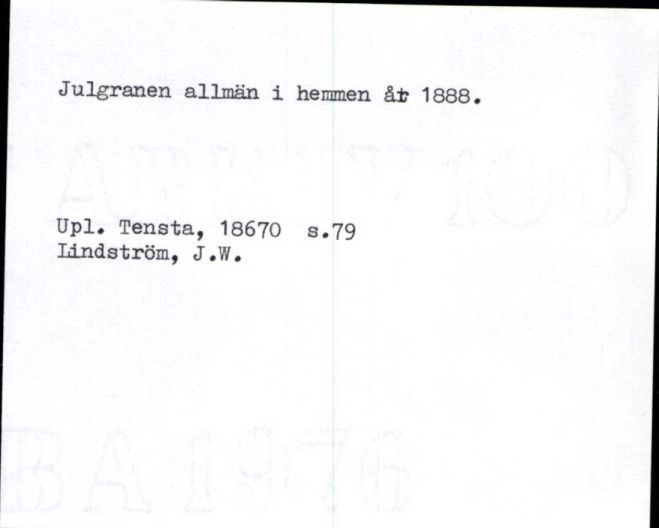 Julgranen allmän i hemmen år 1888.
Upl. Tensta, 18670 s.79
Lindström, J.W.